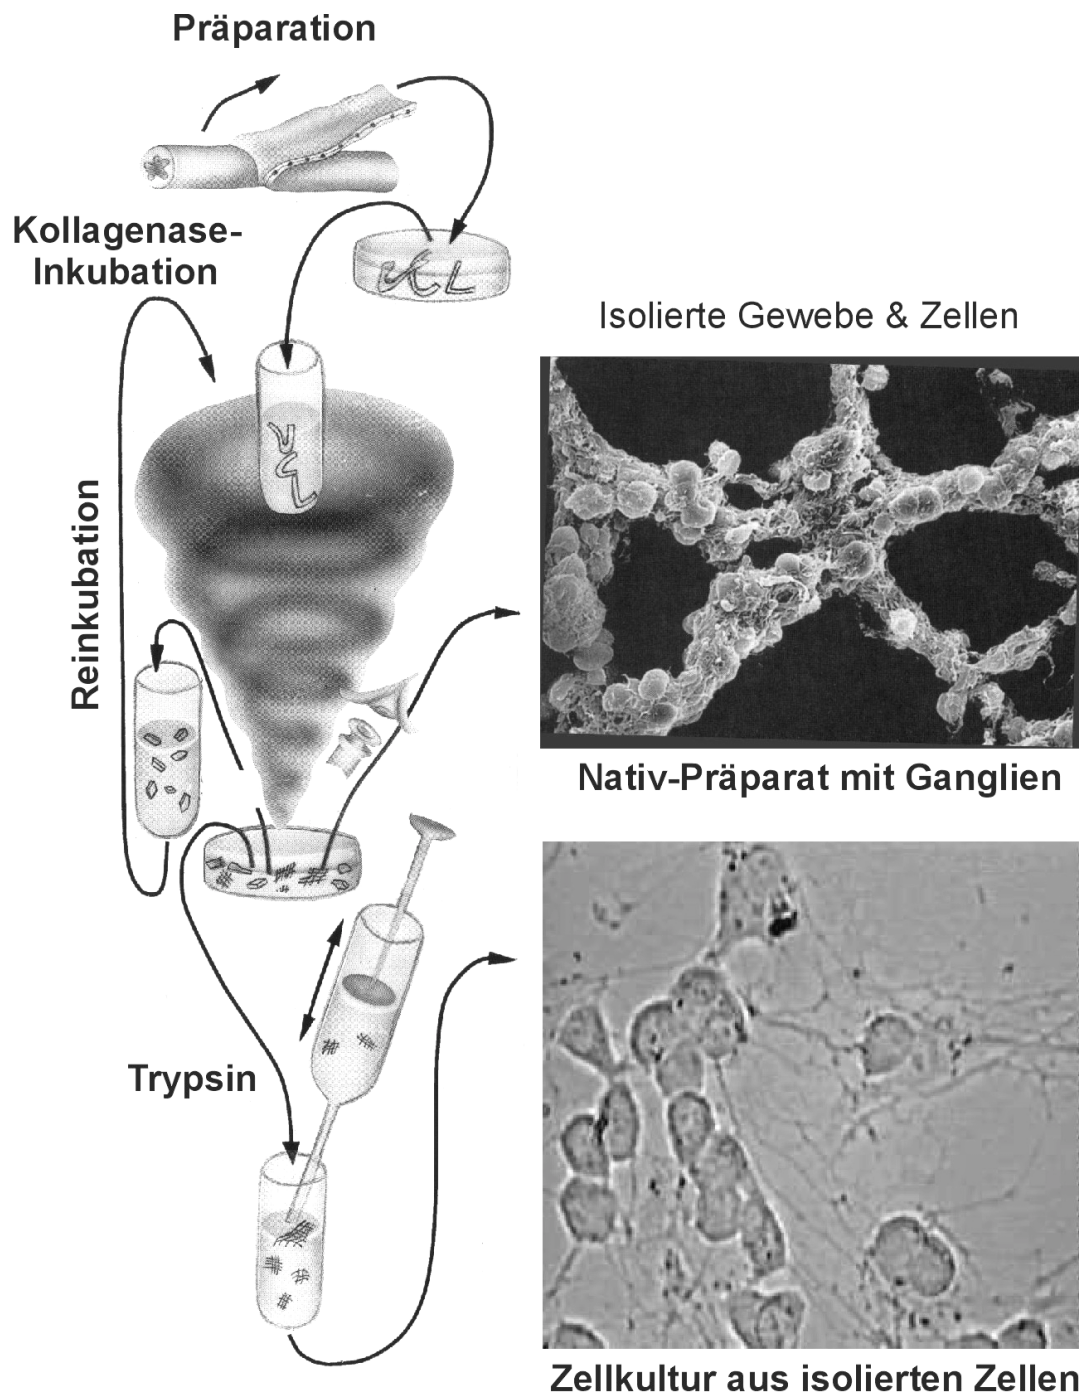 Präparation
Kollagenase-
Inkubation
Isolierte Gewebe & Zellen
Reinkubation
Nativ-Präparat mit Ganglien
Trypsin
Zellkultur aus isolierten Zellen